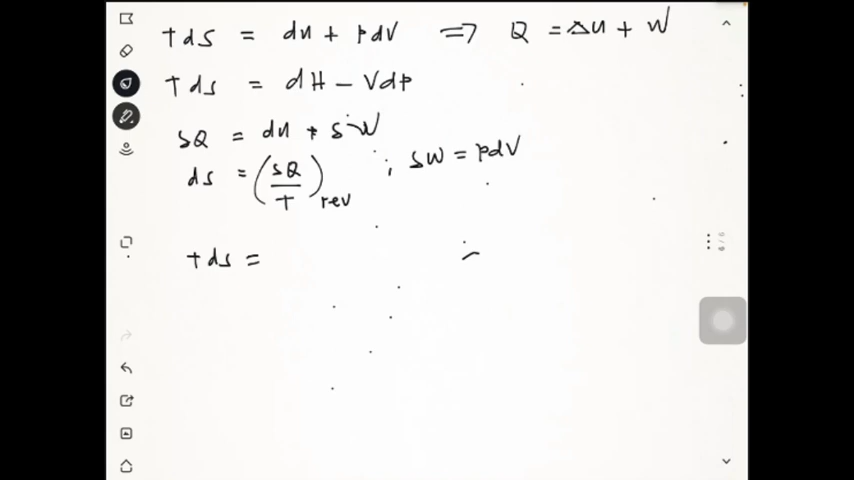 Tds = du + pdV ⟹ Q = Δu + W
Tds = dH − Vdp
δQ = du + δW
ds = (δQ/T)rev ; δW = pdV
Tds =